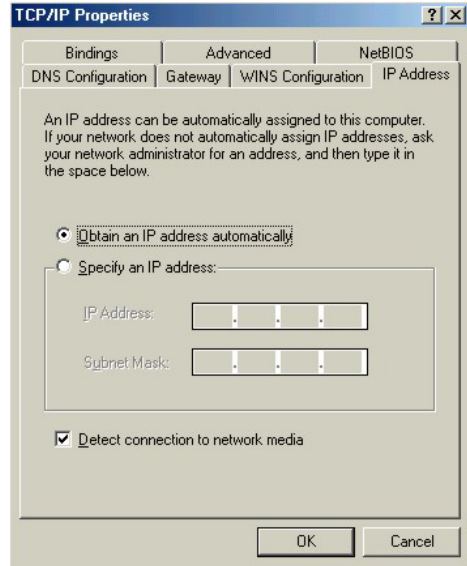 TCP/IP Properties
? ×
Bindings Advanced NetBIOS
DNS Configuration Gateway WINS Configuration IP Address
An IP address can be automatically assigned to this computer.
If your network does not automatically assign IP addresses, ask
your network administrator for an address, and then type it in
the space below.
Obtain an IP address automatically
Specify an IP address:
IP Address:
. . .
Subnet Mask:
. . .
Detect connection to network media
OK Cancel